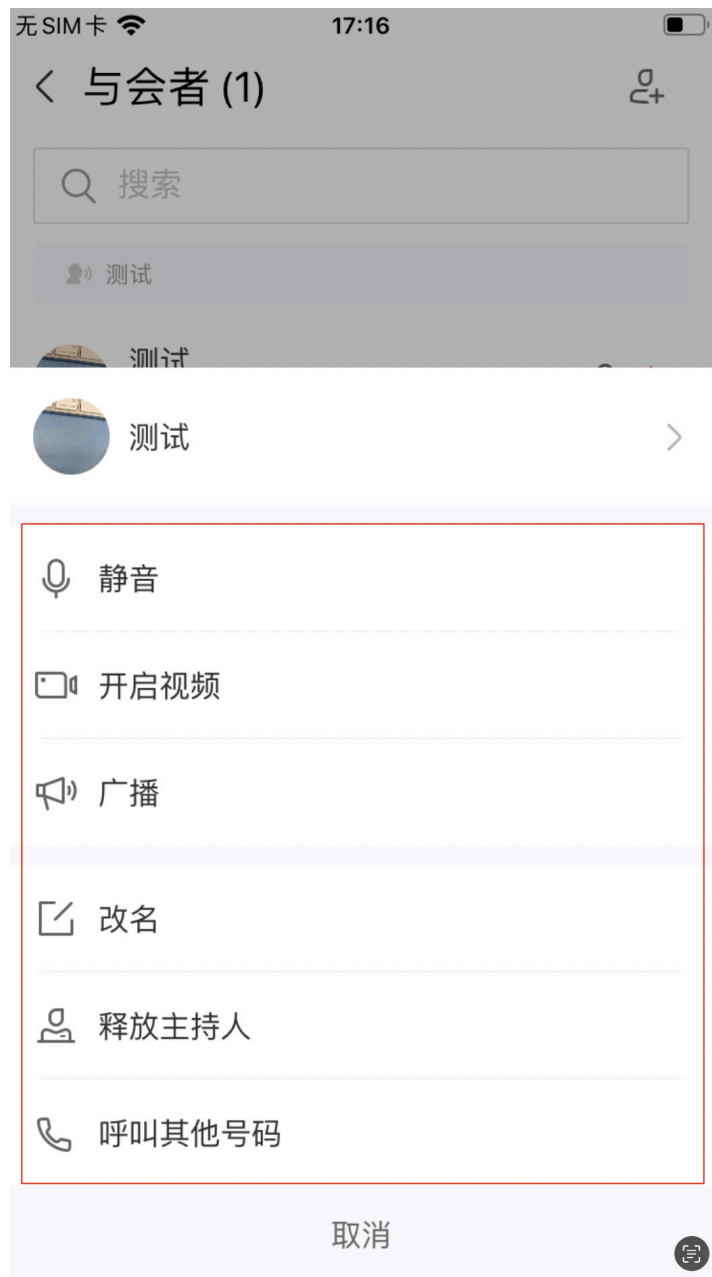 无SIM卡 17:16
与会者 (1)
搜索
测试
测试
测试
静音
开启视频
广播
改名
释放主持人
呼叫其他号码
取消